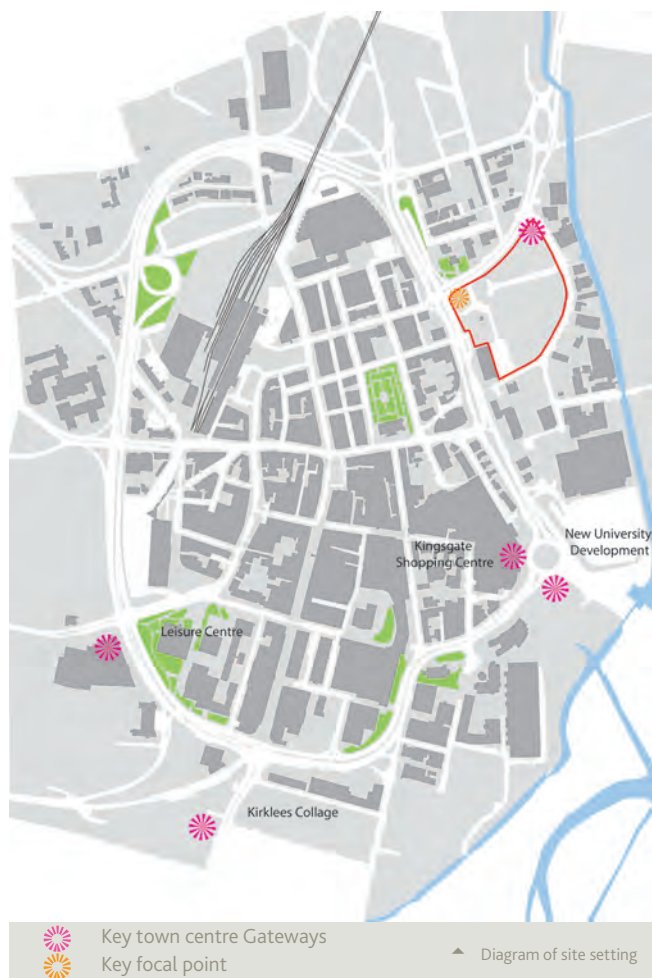 New University
Development
Kingsgate
Shopping Centre
Leisure Centre
Kirklees Collage
Key town centre Gateways
Key focal point
Diagram of site setting